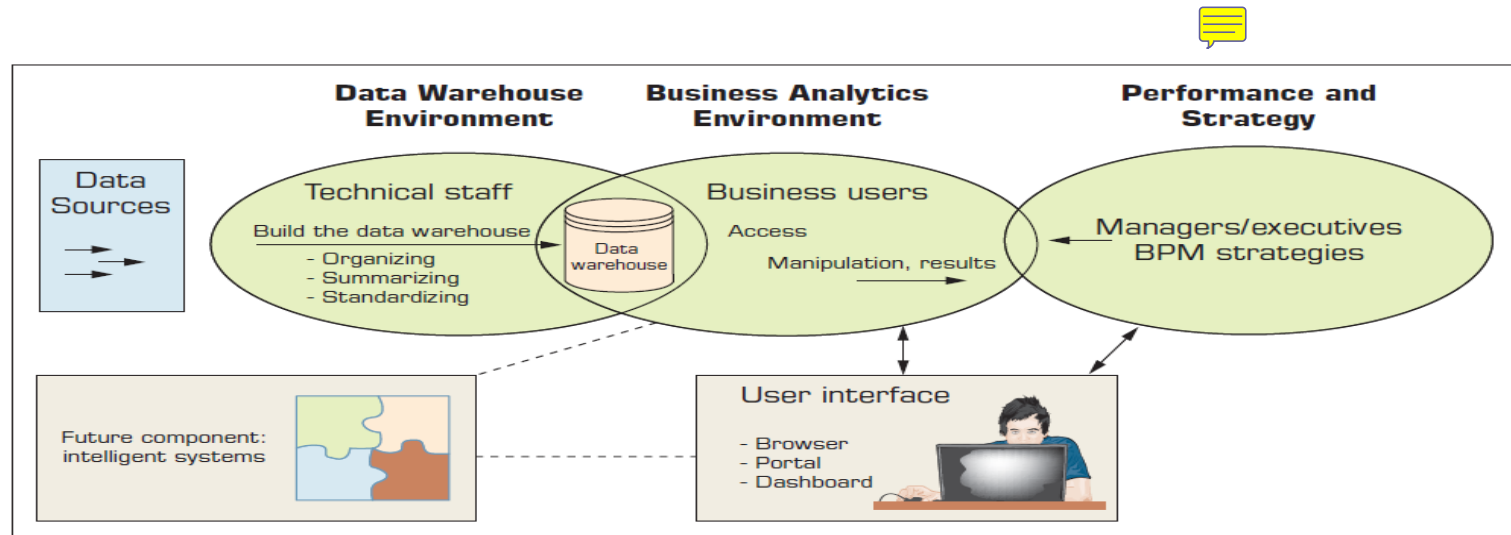 Data Warehouse
Environment
Business Analytics
Environment
Performance and
Strategy
Data
Sources
Technical staff
Build the data warehouse
- Organizing
- Summarizing
- Standardizing
Data
warehouse
Business users
Access
Manipulation, results
Managers/executives
BPM strategies
Future component:
intelligent systems
User interface
- Browser
- Portal
- Dashboard